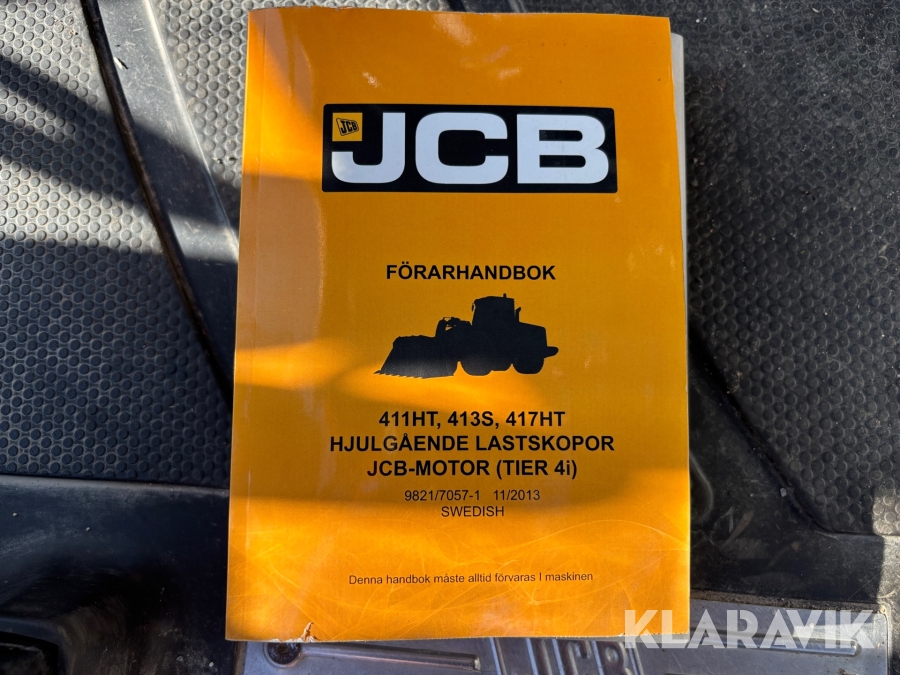 JCB
JCB
FÖRARHANDBOK
411HT, 413S, 417HT
HJULGÅENDE LASTSKOPOR
JCB-MOTOR (TIER 4i)
9821/7057-1 11/2013
SWEDISH
Denna handbok måste alltid förvaras I maskinen
KLARAVIK
JCB